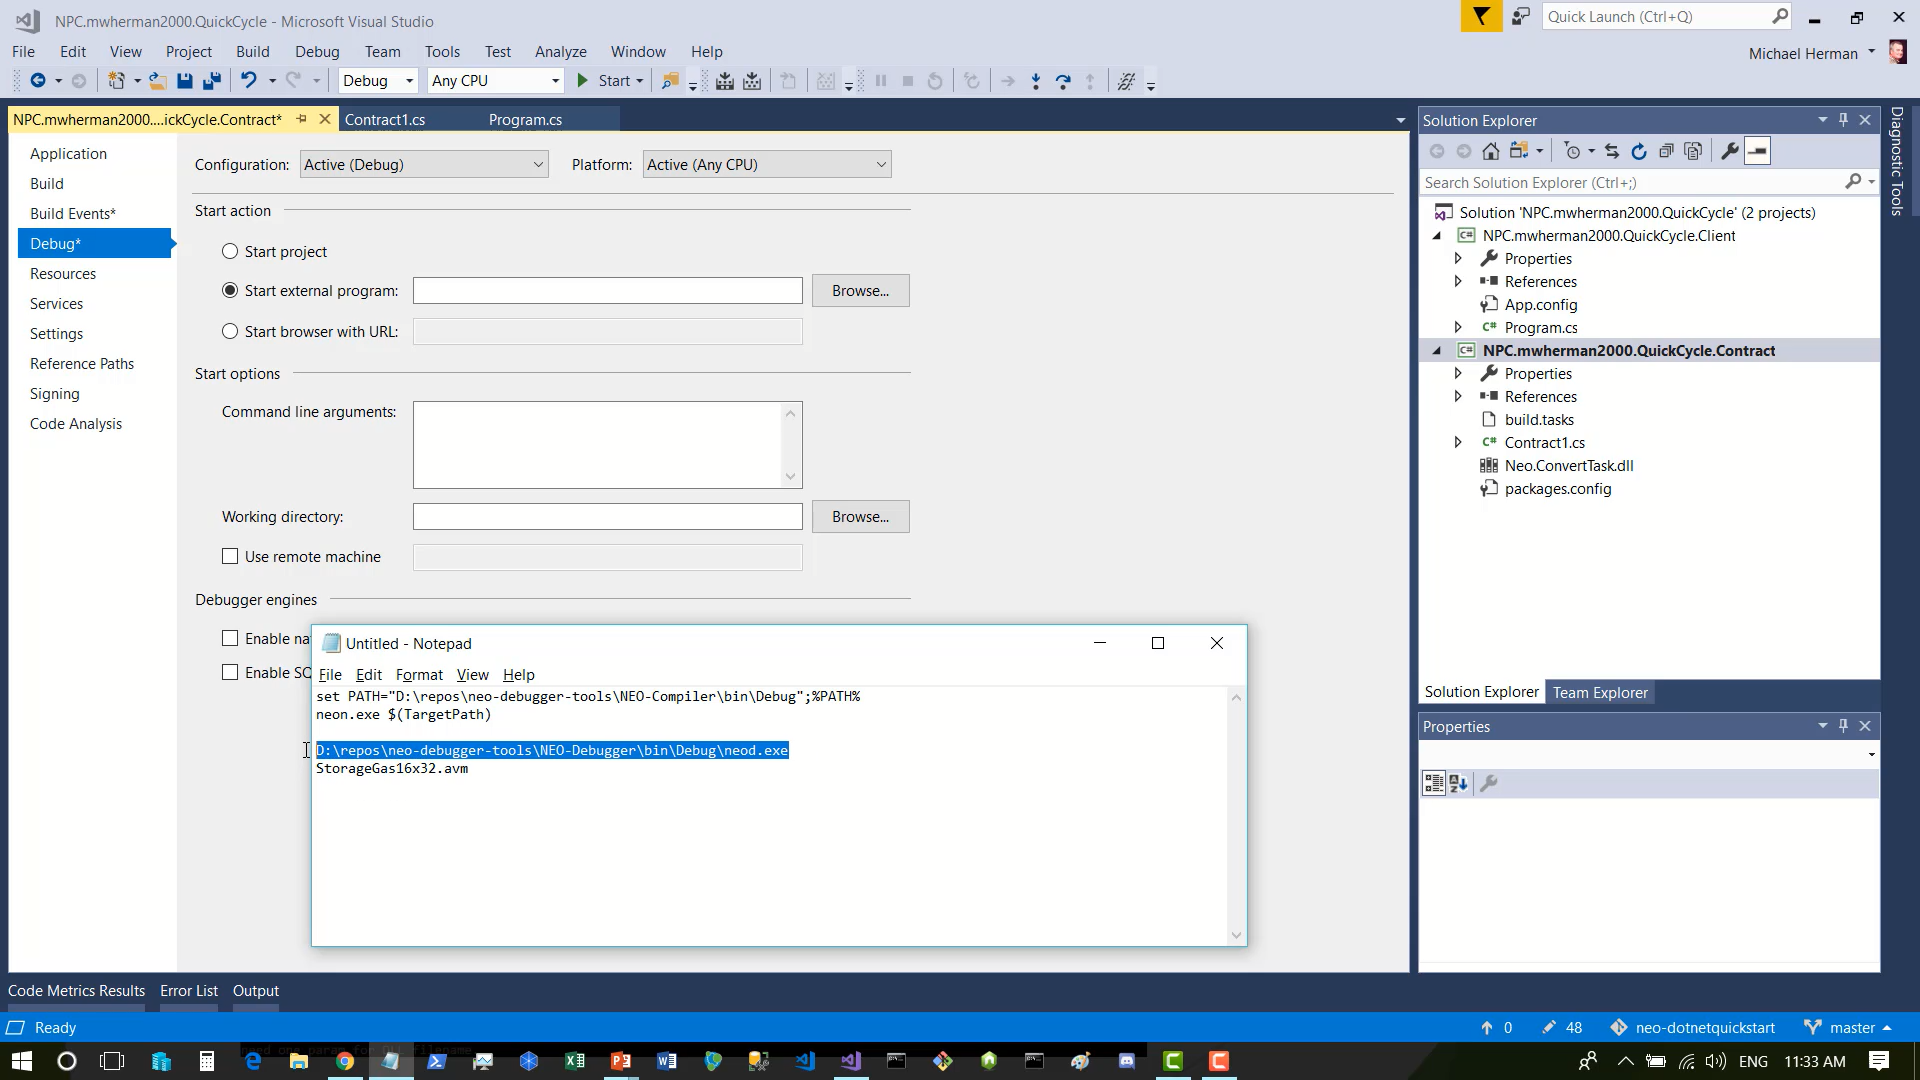 NPC.mwherman2000.QuickCycle - Microsoft Visual Studio
Quick Launch (Ctrl+Q)
File Edit View Project Build Debug Team Tools Test Analyze Window Help
Michael Herman
Debug Any CPU Start
NPC.mwherman2000....ickCycle.Contract* Contract1.cs Program.cs
Application
Build
Build Events*
Debug*
Resources
Services
Settings
Reference Paths
Signing
Code Analysis
Configuration: Active (Debug) Platform: Active (Any CPU)
Start action
Start project
Start external program: Browse...
Start browser with URL:
Start options
Command line arguments:
Working directory: Browse...
Use remote machine
Debugger engines
Enable na
Enable SQ
Untitled - Notepad
File Edit Format View Help
set PATH="D:\repos\neo-debugger-tools\NEO-Compiler\bin\Debug";%PATH%
neon.exe $(TargetPath)
D:\repos\neo-debugger-tools\NEO-Debugger\bin\Debug\neod.exe
StorageGas16x32.avm
Solution Explorer
Search Solution Explorer (Ctrl+;)
Solution 'NPC.mwherman2000.QuickCycle' (2 projects)
NPC.mwherman2000.QuickCycle.Client
Properties
References
App.config
Program.cs
NPC.mwherman2000.QuickCycle.Contract
Properties
References
build.tasks
Contract1.cs
Neo.ConvertTask.dll
packages.config
Solution Explorer Team Explorer
Properties
Diagnostic Tools
Code Metrics Results Error List Output
Ready
0 48 neo-dotnetquickstart master
need one param for DLL filename
ENG 11:33 AM